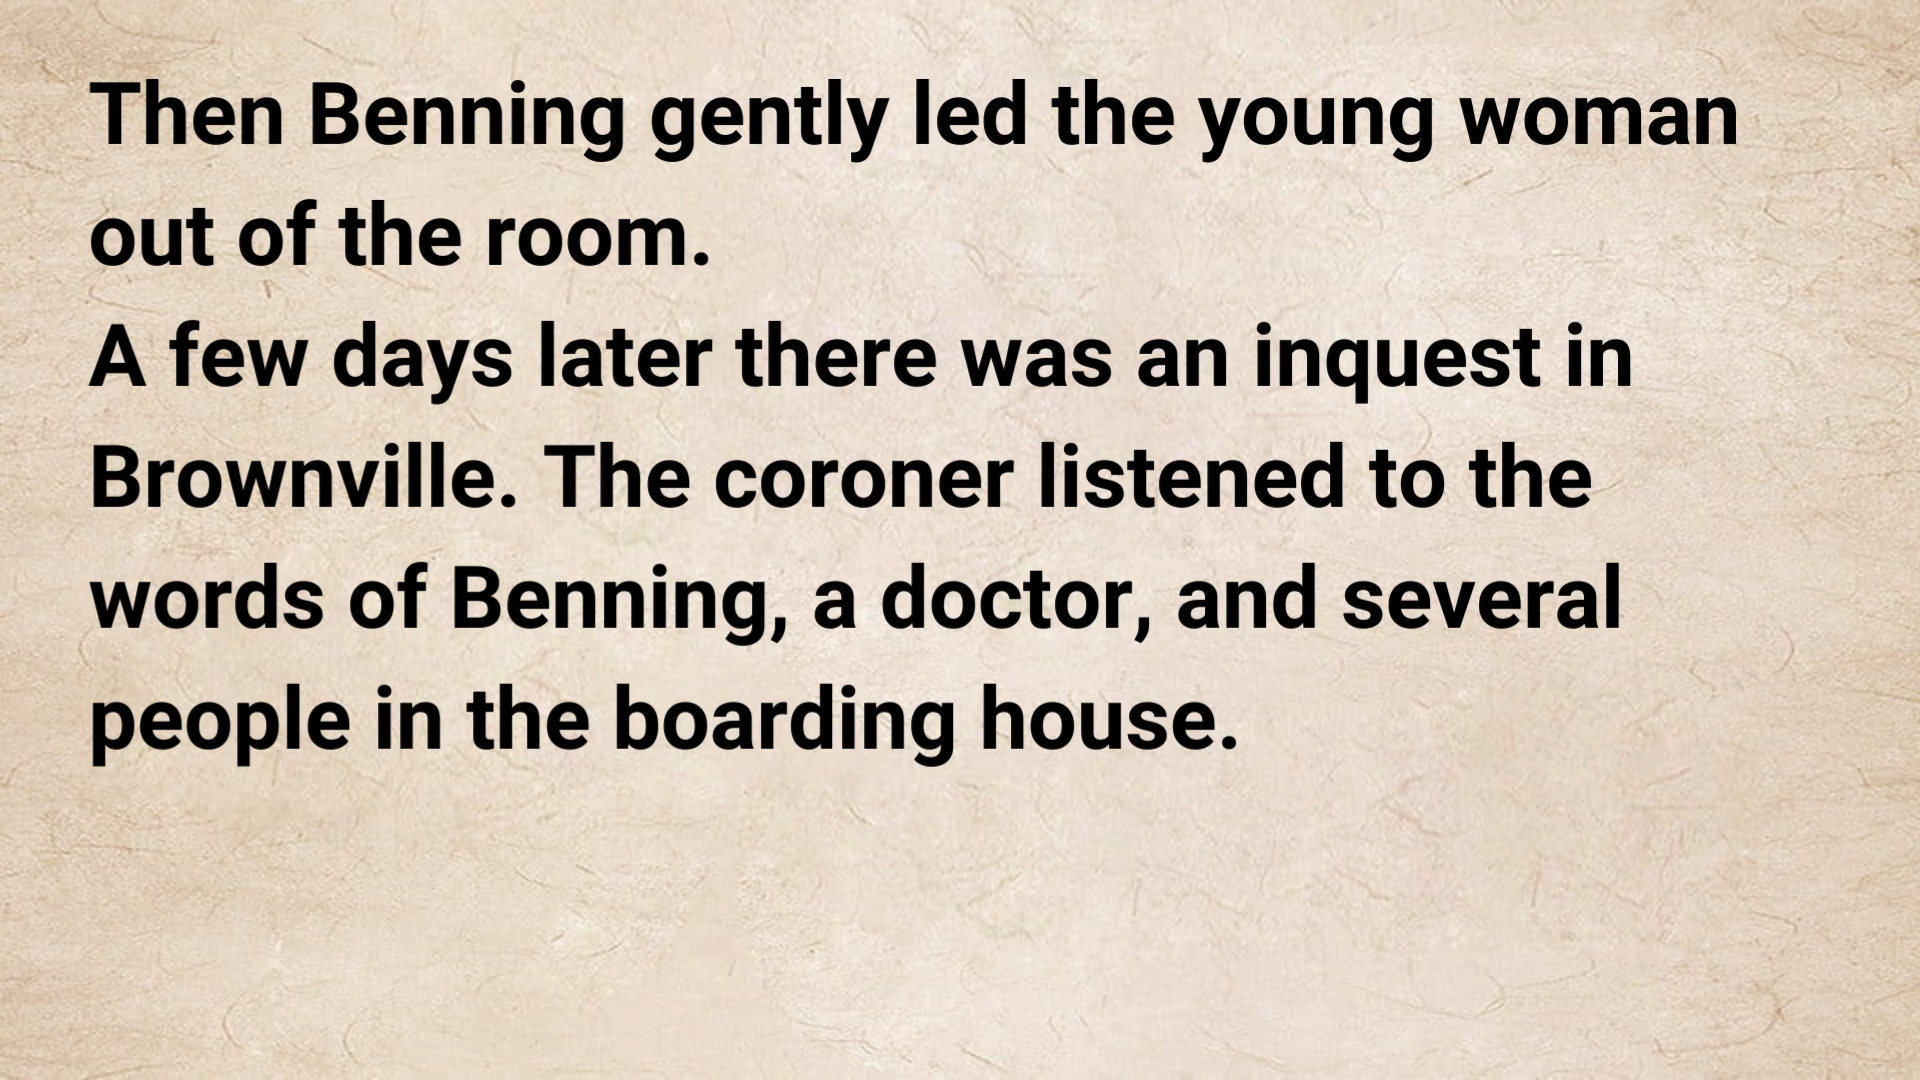 Then Benning gently led the young woman
out of the room.
A few days later there was an inquest in
Brownville. The coroner listened to the
words of Benning, a doctor, and several
people in the boarding house.